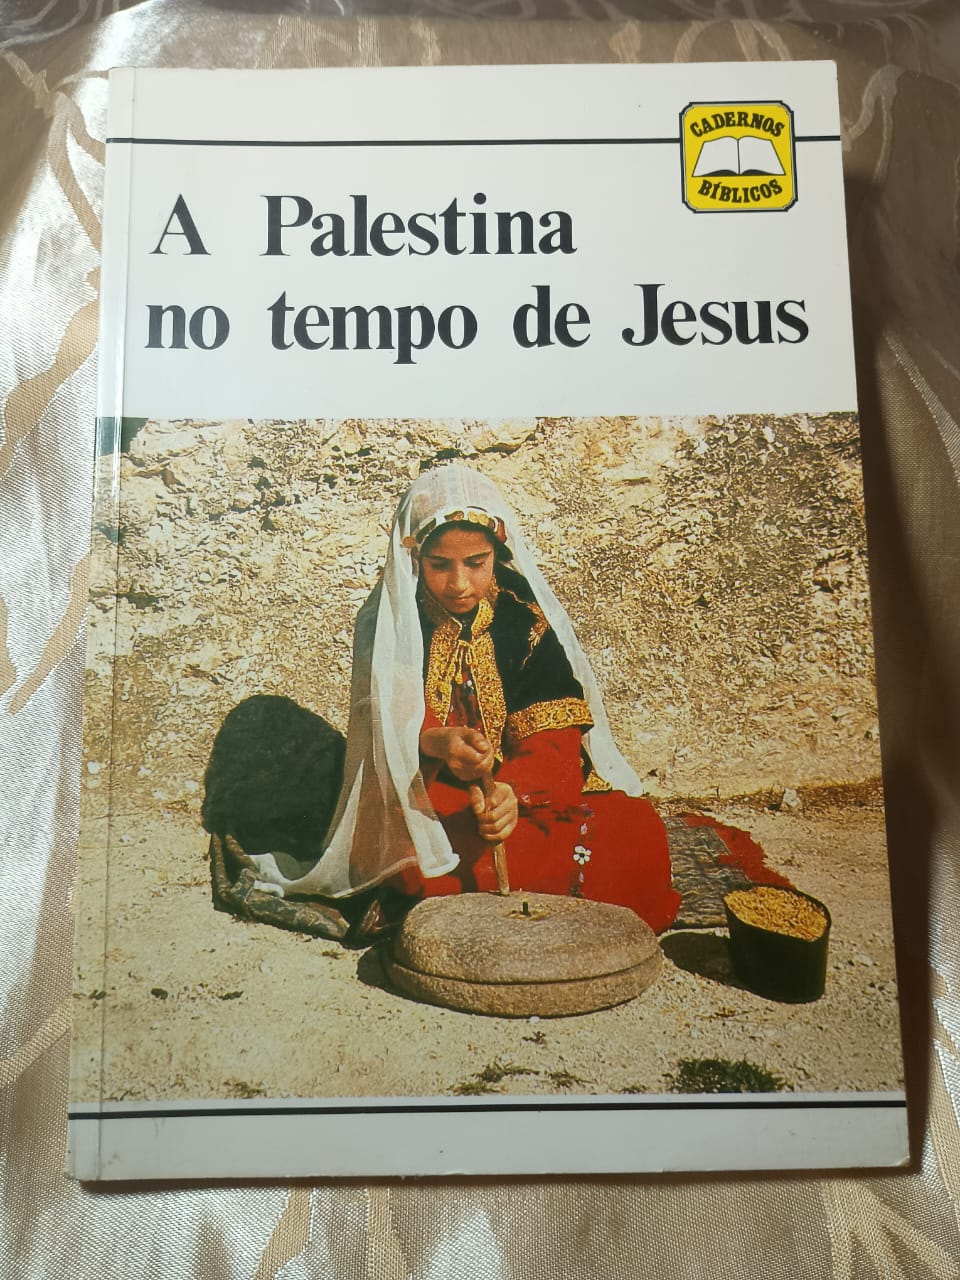 CADERNOS
BÍBLICOS
A Palestina
no tempo de Jesus